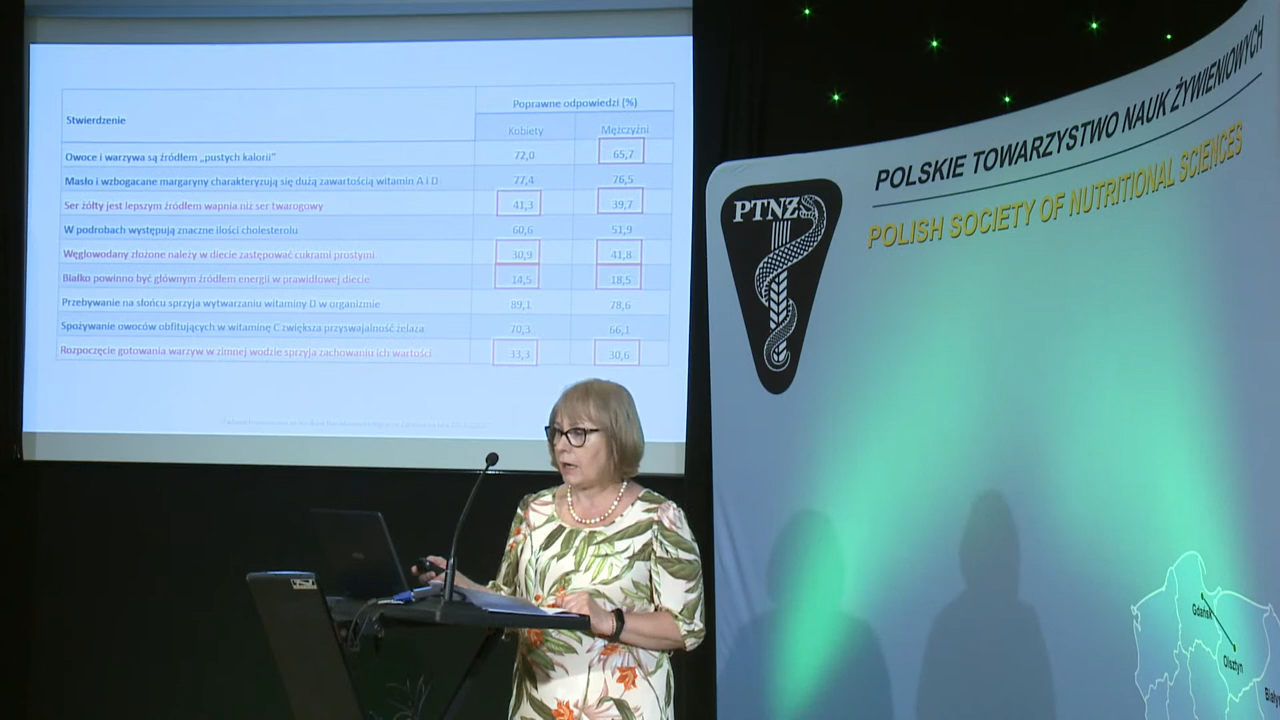 Stwierdzenie
Poprawne odpowiedzi (%)
Kobiety Mężczyźni
Owoce i warzywa są źródłem „pustych kalorii" 72,0 65,7
Masło i wzbogacane margaryny charakteryzują się dużą zawartością witamin A i D 77,4 76,5
Ser żółty jest lepszym źródłem wapnia niż ser twarogowy 41,3 39,7
W podrobach występują znaczne ilości cholesterolu 60,6 51,9
Węglowodany złożone należy w diecie zastępować cukrami prostymi 30,9 41,8
Białko powinno być głównym źródłem energii w prawidłowej diecie 14,5 18,5
Przebywanie na słońcu sprzyja wytwarzaniu witaminy D w organizmie 89,1 78,6
Spożywanie owoców obfitujących w witaminę C zwiększa przyswajalność żelaza 70,3 66,1
Rozpoczęcie gotowania warzyw w zimnej wodzie sprzyja zachowaniu ich wartości 33,3 30,6
POLSKIE TOWARZYSTWO NAUK ŻYWIENIOWYCH
POLISH SOCIETY OF NUTRITIONAL SCIENCES
PTNŻ
Gdańsk
Olsztyn